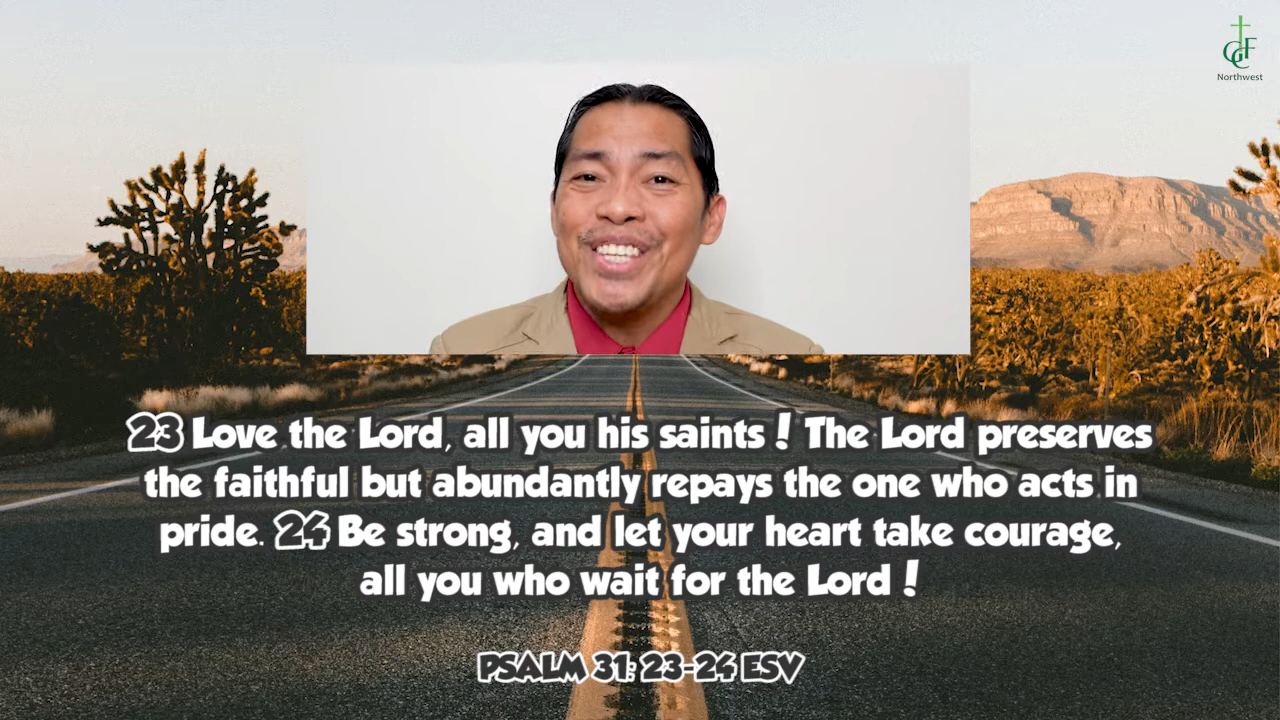 GCF
Northwest
23 Love the Lord, all you his saints! The Lord preserves
the faithful but abundantly repays the one who acts in
pride. 24 Be strong, and let your heart take courage,
all you who wait for the Lord!
PSALM 31: 23-24 ESV